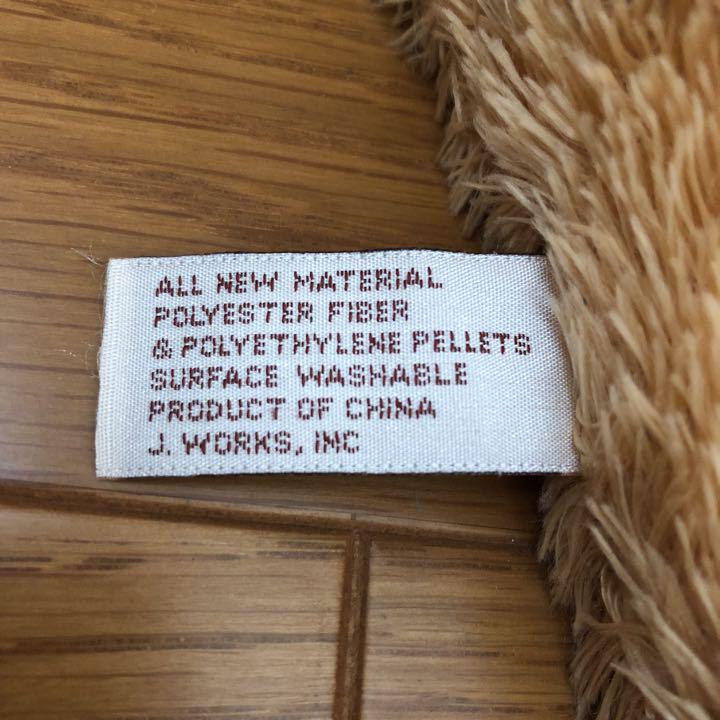 ALL NEW MATERIAL
POLYESTER FIBER
& POLYETHYLENE PELLETS
SURFACE WASHABLE
PRODUCT OF CHINA
J. WORKS, INC